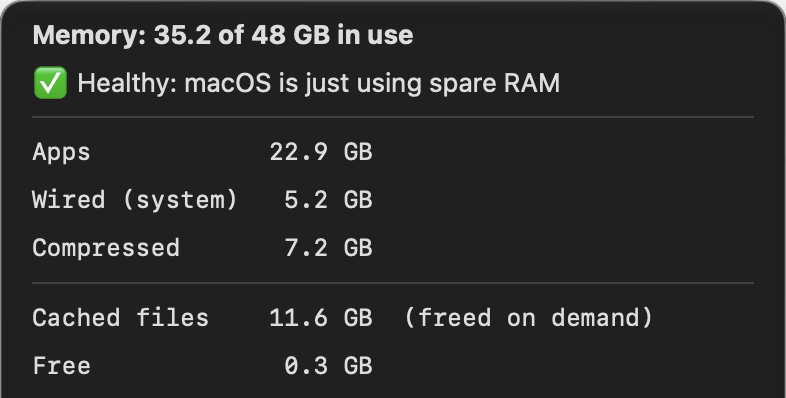 Memory: 35.2 of 48 GB in use
✅ Healthy: macOS is just using spare RAM
Apps 22.9 GB
Wired (system) 5.2 GB
Compressed 7.2 GB
Cached files 11.6 GB (freed on demand)
Free 0.3 GB